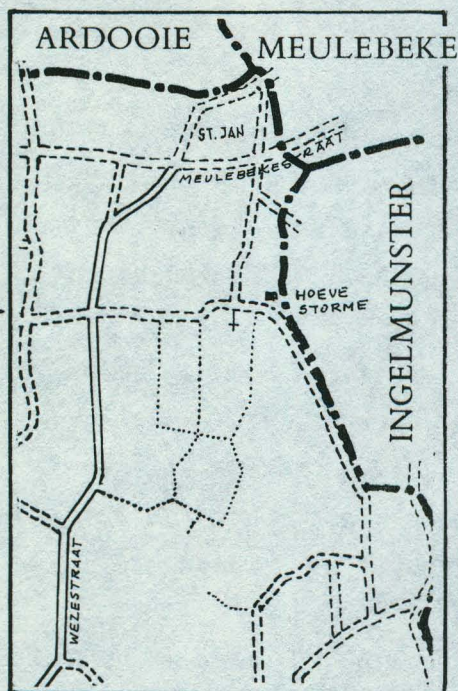 ARDOOIE
MEULEBEKE
ST. JAN
MEULEBEKESTRAAT
HOEVE
STORME
INGELMUNSTER
WEZESTRAAT